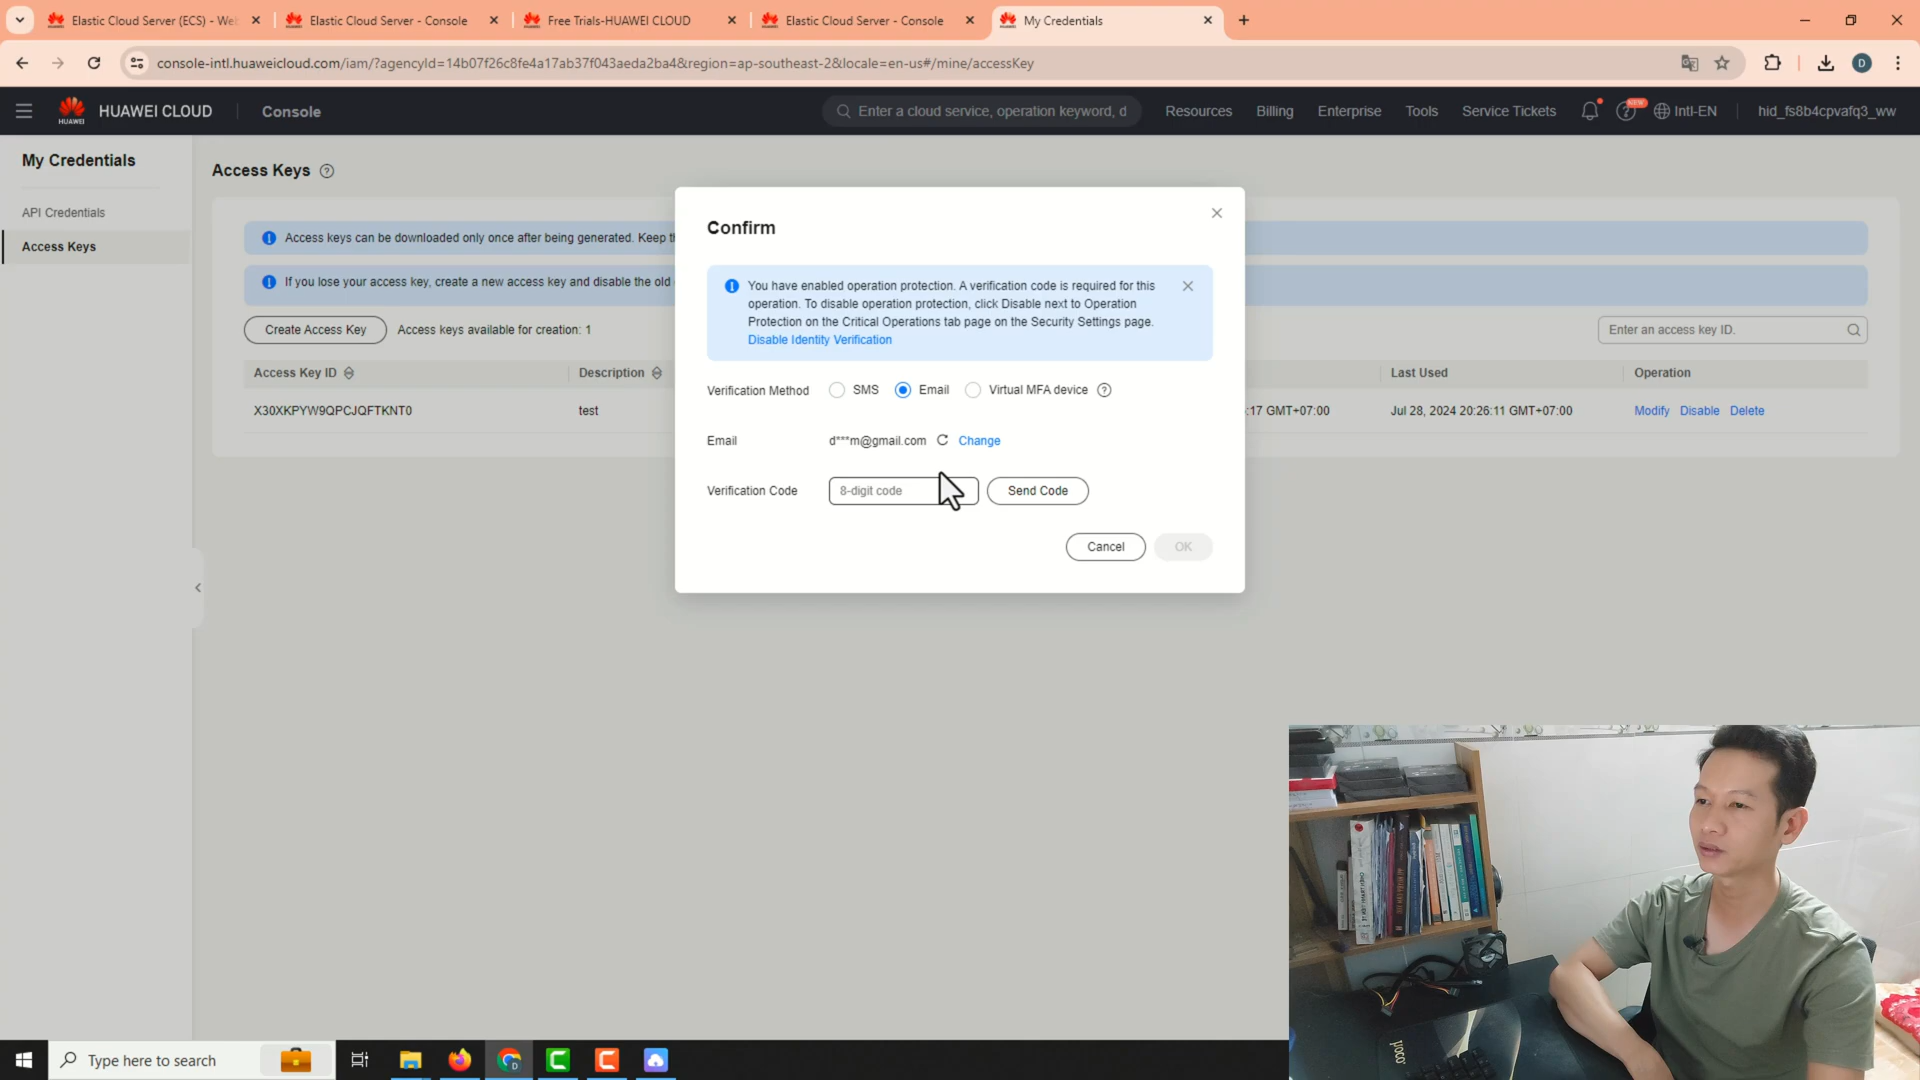 Elastic Cloud Server (ECS) - We
Elastic Cloud Server - Console
Free Trials-HUAWEI CLOUD
Elastic Cloud Server - Console
My Credentials
console-intl.huaweicloud.com/iam/?agencyId=14b07f26c8fe4a17ab37f043aeda2ba4&region=ap-southeast-2&locale=en-us#/mine/accessKey
D
HUAWEI
HUAWEI CLOUD
Console
Enter a cloud service, operation keyword, d
Resources
Billing
Enterprise
Tools
Service Tickets
NEW
Intl-EN
hid_fs8b4cpvafq3_ww
My Credentials
API Credentials
Access Keys
Access Keys
Access keys can be downloaded only once after being generated. Keep t
If you lose your access key, create a new access key and disable the old
Create Access Key
Access keys available for creation: 1
Enter an access key ID.
Access Key ID
Description
Last Used
Operation
X30XKPYW9QPCJQFTKNT0
test
:17 GMT+07:00
Jul 28, 2024 20:26:11 GMT+07:00
Modify
Disable
Delete
Confirm
You have enabled operation protection. A verification code is required for this
operation. To disable operation protection, click Disable next to Operation
Protection on the Critical Operations tab page on the Security Settings page.
Disable Identity Verification
Verification Method
SMS
Email
Virtual MFA device
Email
d***m@gmail.com
Change
Verification Code
8-digit code
Send Code
Cancel
OK
Type here to search